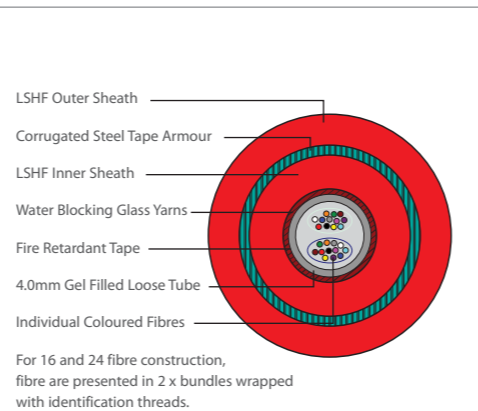 LSHF Outer Sheath
Corrugated Steel Tape Armour
LSHF Inner Sheath
Water Blocking Glass Yarns
Fire Retardant Tape
4.0mm Gel Filled Loose Tube
Individual Coloured Fibres
For 16 and 24 fibre construction,
fibre are presented in 2 x bundles wrapped
with identification threads.